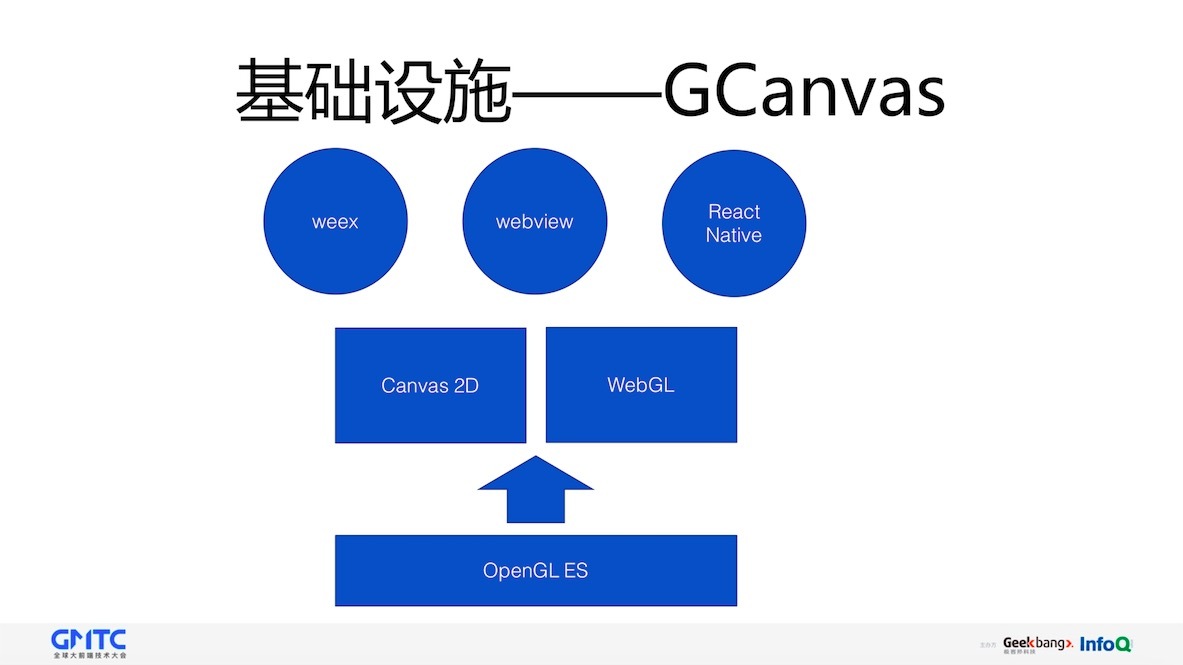 基础设施——GCanvas
weex
webview
React
Native
Canvas 2D
WebGL
OpenGL ES
GMTC
全球大前端技术大会
主办方
Geekbang>.
极客邦科技
InfoQ